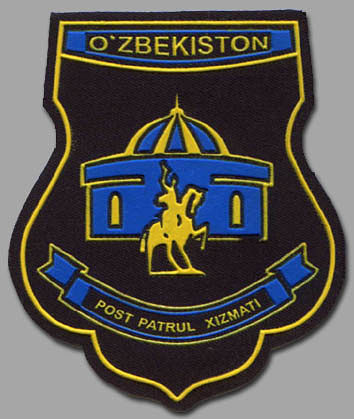 O'ZBEKISTON
POST PATRUL XIZMATI